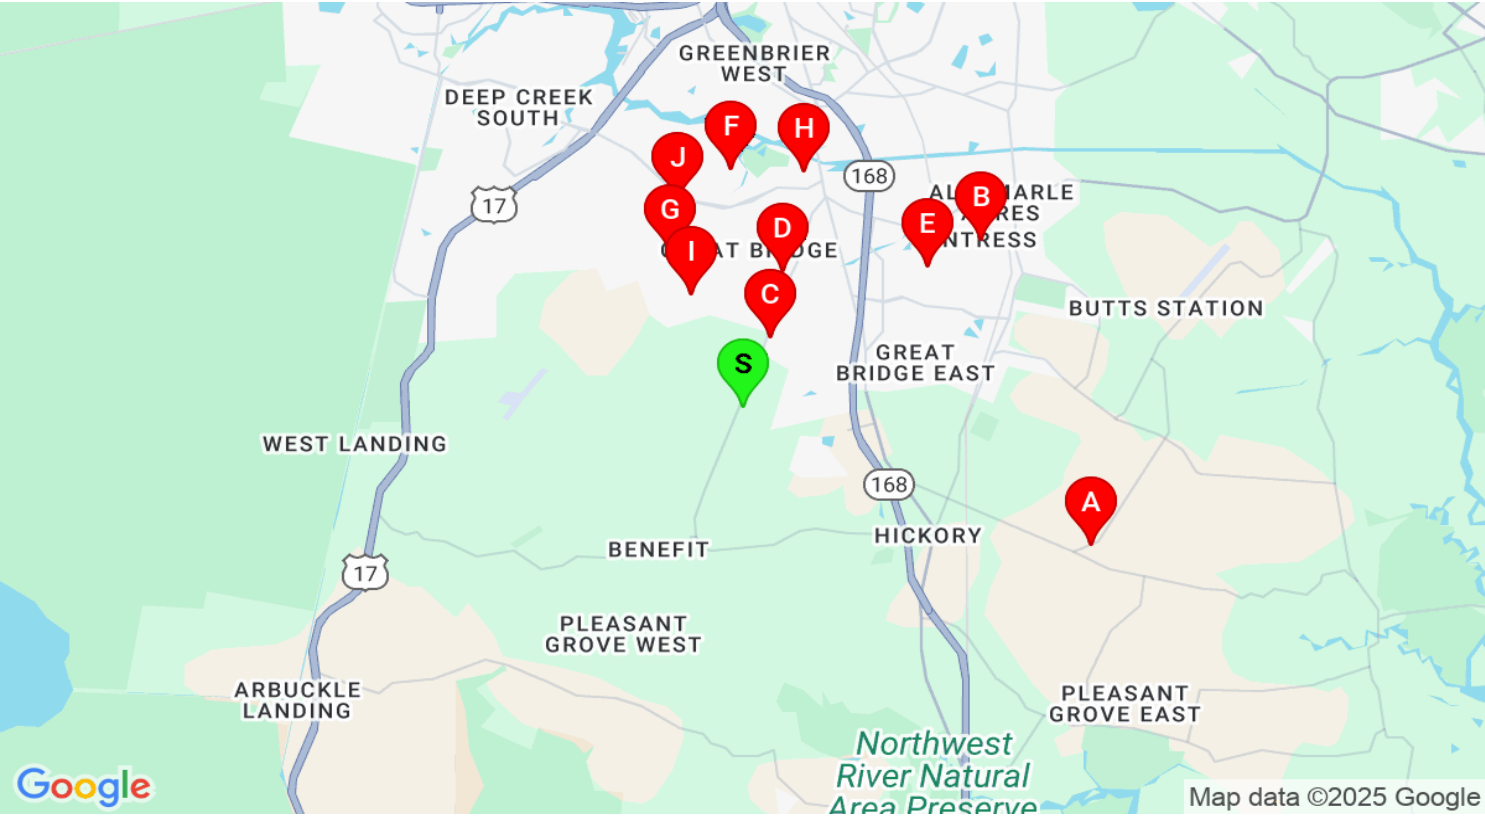 GREENBRIER
WEST
DEEP CREEK
SOUTH
F
H
J
168
17
B
G
E
D
I
C
BUTTS STATION
S
GREAT
BRIDGE EAST
WEST LANDING
168
A
HICKORY
BENEFIT
17
PLEASANT
GROVE WEST
ARBUCKLE
LANDING
PLEASANT
GROVE EAST
Northwest
River Natural
Area Preserve
Google
Map data ©2025 Google